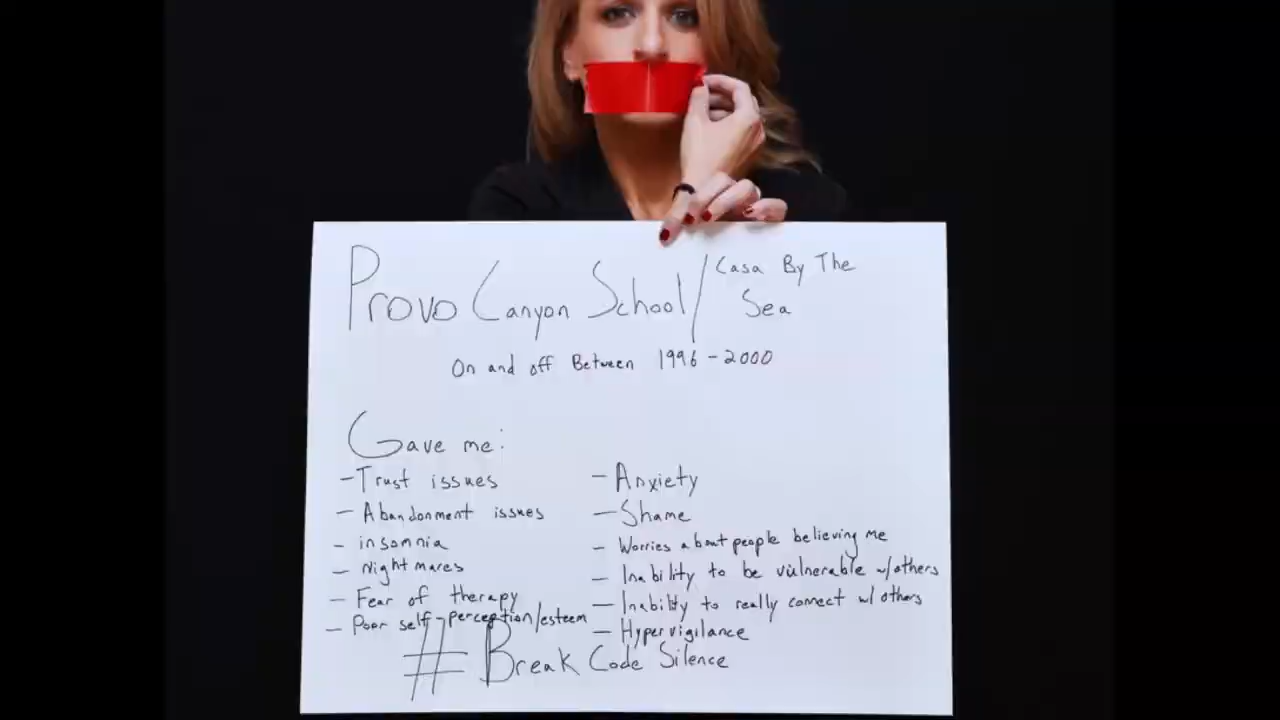 Provo Canyon School/ Casa By The
Sea
On and off Between 1996-2000
Gave me:
- Trust issues
- Abandonment issues
- insomnia
- Nightmares
- Fear of therapy
- Poor self-perception/esteem
- Anxiety
- Shame
- Worries about people believing me
- Inability to be vulnerable w/others
- Inability to really connect w/ others
- Hypervigilance
# Break Code Silence